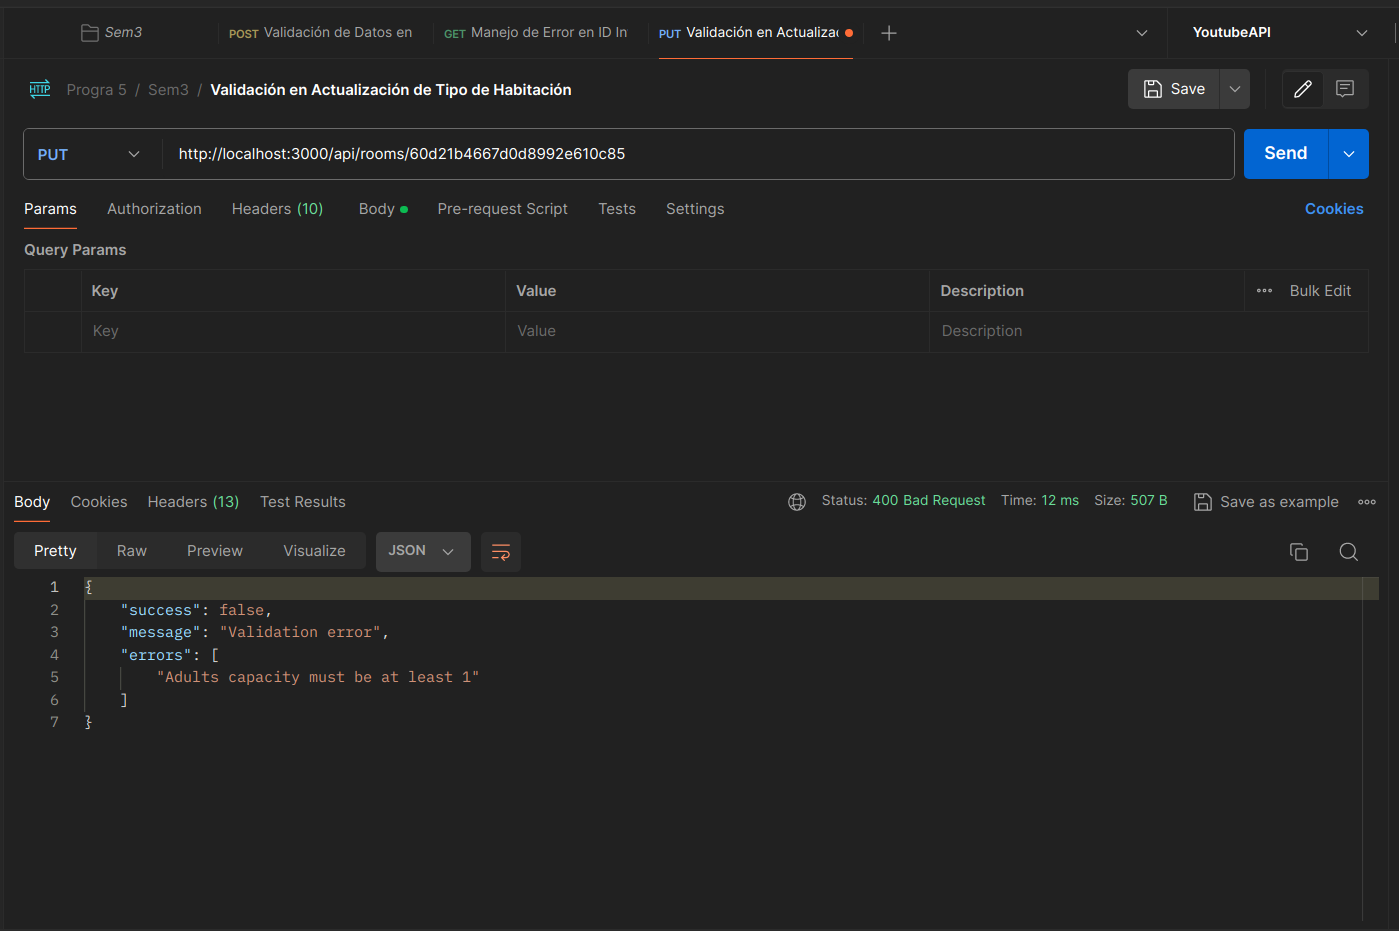 Sem3
POST Validación de Datos en
GET Manejo de Error en ID In
PUT Validación en Actualizac
YoutubeAPI
HTTP
Progra 5 / Sem3 / Validación en Actualización de Tipo de Habitación
Save
PUT
http://localhost:3000/api/rooms/60d21b4667d0d8992e610c85
Send
Params Authorization Headers (10) Body Pre-request Script Tests Settings Cookies
Query Params
Key Value Description Bulk Edit
Key Value Description
Body Cookies Headers (13) Test Results Status: 400 Bad Request Time: 12 ms Size: 507 B Save as example
Pretty Raw Preview Visualize JSON
1 {
2 "success": false,
3 "message": "Validation error",
4 "errors": [
5 "Adults capacity must be at least 1"
6 ]
7 }